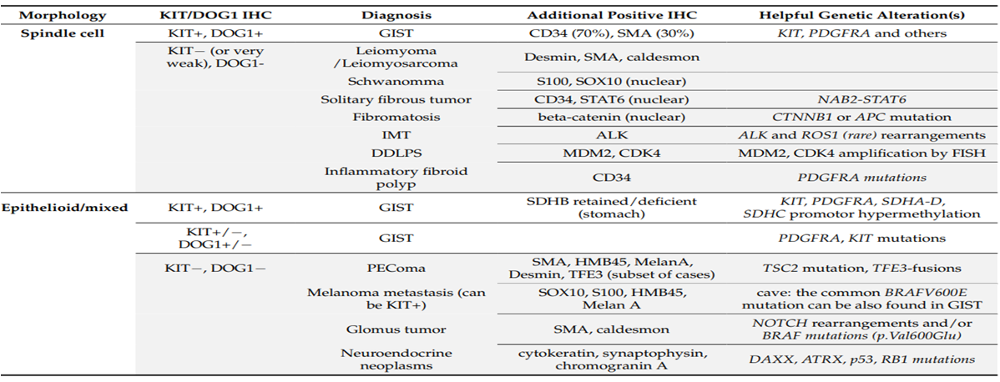 Morphology KIT/DOG1 IHC Diagnosis Additional Positive IHC Helpful Genetic Alteration(s)
Spindle cell KIT+, DOG1+ GIST CD34 (70%), SMA (30%) KIT, PDGFRA and others
KIT− (or very weak), DOG1- Leiomyoma /Leiomyosarcoma Desmin, SMA, caldesmon
Schwanomma S100, SOX10 (nuclear)
Solitary fibrous tumor CD34, STAT6 (nuclear) NAB2-STAT6
Fibromatosis beta-catenin (nuclear) CTNNB1 or APC mutation
IMT ALK ALK and ROS1 (rare) rearrangements
DDLPS MDM2, CDK4 MDM2, CDK4 amplification by FISH
Inflammatory fibroid polyp CD34 PDGFRA mutations
Epithelioid/mixed KIT+, DOG1+ GIST SDHB retained/deficient (stomach) KIT, PDGFRA, SDHA-D, SDHC promotor hypermethylation
KIT+/−, DOG1+/− GIST PDGFRA, KIT mutations
KIT−, DOG1− PEComa SMA, HMB45, MelanA, Desmin, TFE3 (subset of cases) TSC2 mutation, TFE3-fusions
Melanoma metastasis (can be KIT+) SOX10, S100, HMB45, Melan A cave: the common BRAFV600E mutation can be also found in GIST
Glomus tumor SMA, caldesmon NOTCH rearrangements and/or BRAF mutations (p.Val600Glu)
Neuroendocrine neoplasms cytokeratin, synaptophysin, chromogranin A DAXX, ATRX, p53, RB1 mutations